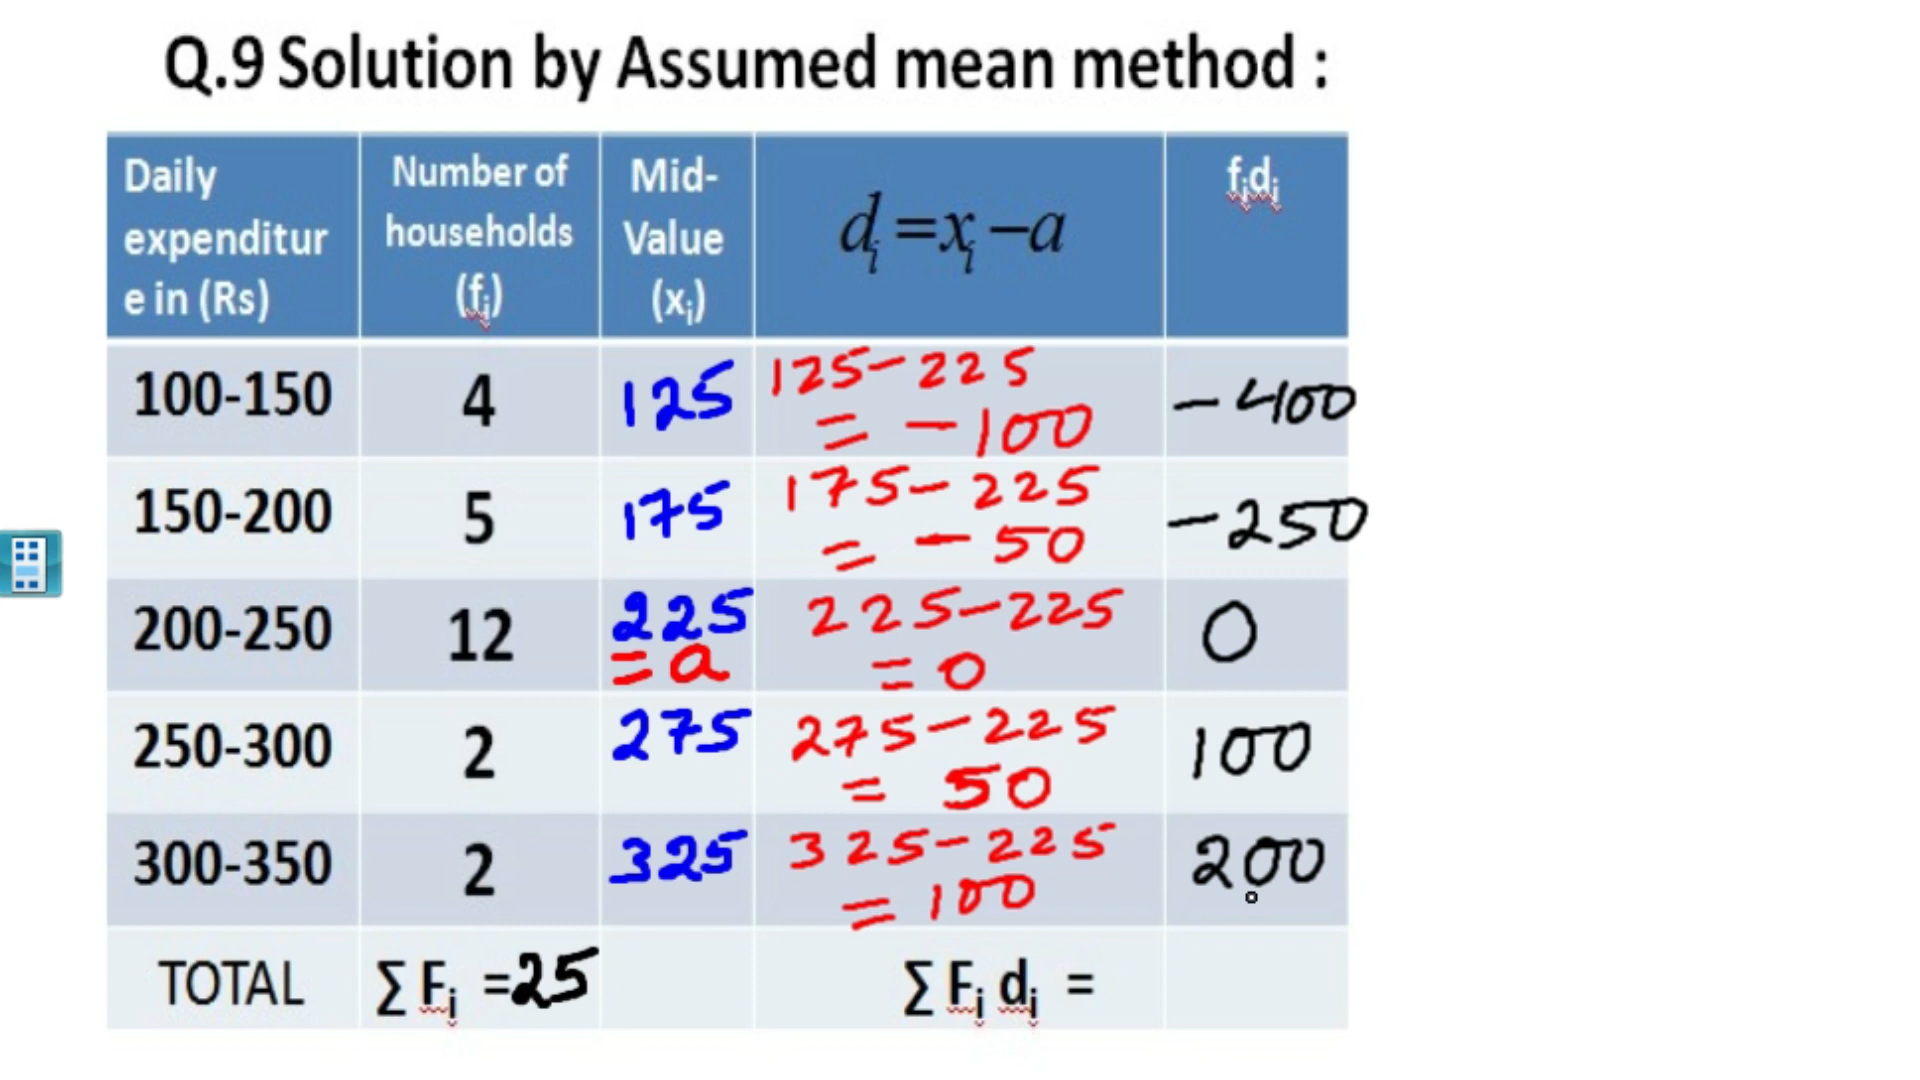 Q.9 Solution by Assumed mean method :
Daily expenditur e in (Rs) Number of households (fi) Mid- Value (xi) di =xi −a fidi
100-150 4 125 125-225 = -100 -400
150-200 5 175 175-225 = -50 -250
200-250 12 225 = a 225-225 = 0 0
250-300 2 275 275-225 = 50 100
300-350 2 325 325-225 = 100 200
TOTAL ∑ Fi =25 ∑ Fi di =